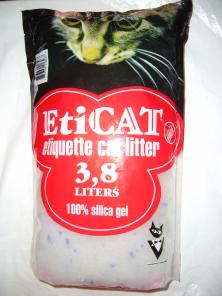 EtiCAT
etiquette cat litter
3,8
LITERS
100% silica gel